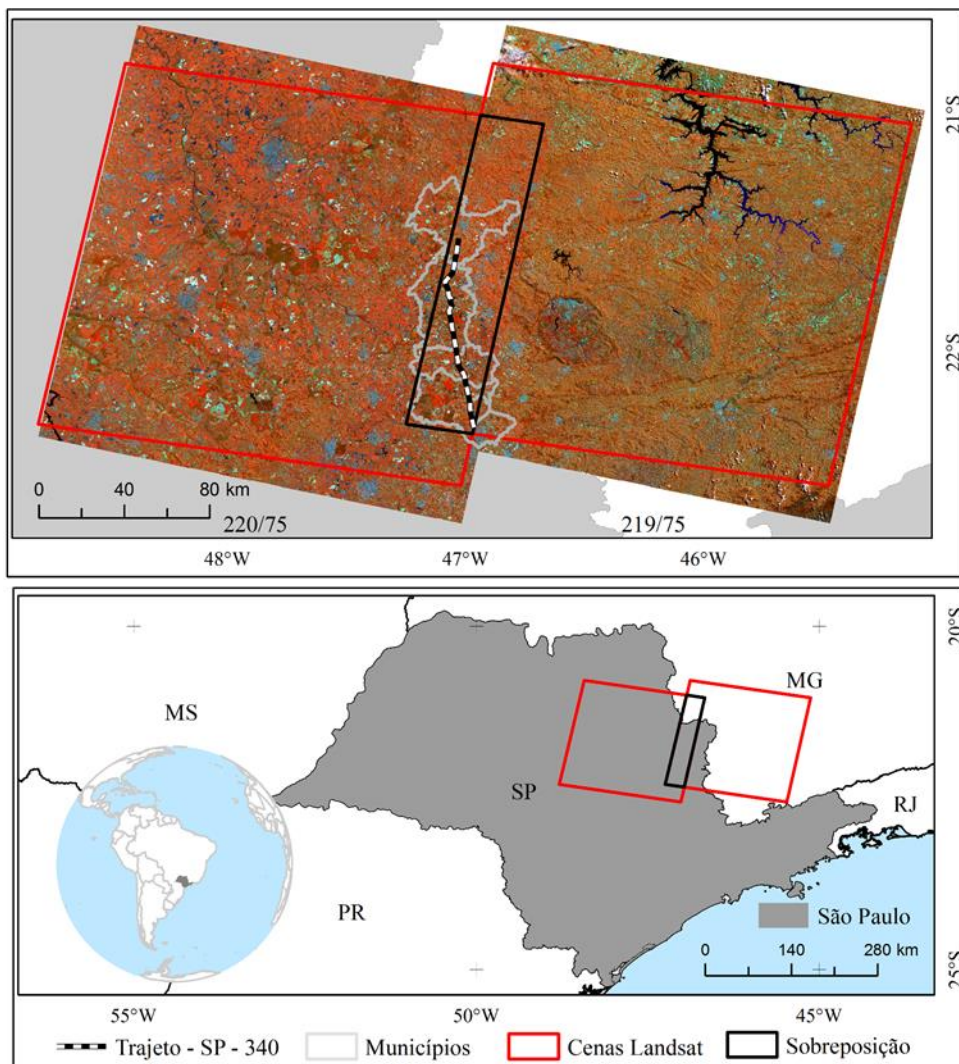 21°S
22°S
0 40 80 km
220/75 219/75
48°W 47°W 46°W
20°S
MG
MS
SP
RJ
PR
São Paulo
0 140 280 km
25°S
55°W 50°W 45°W
Trajeto - SP - 340 Municípios Cenas Landsat Sobreposição